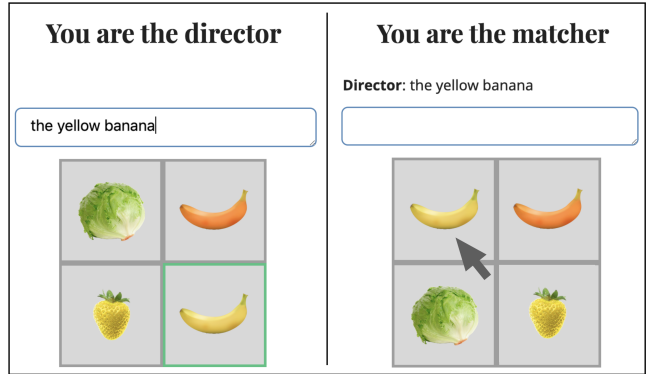 You are the director
the yellow banana
You are the matcher
Director: the yellow banana